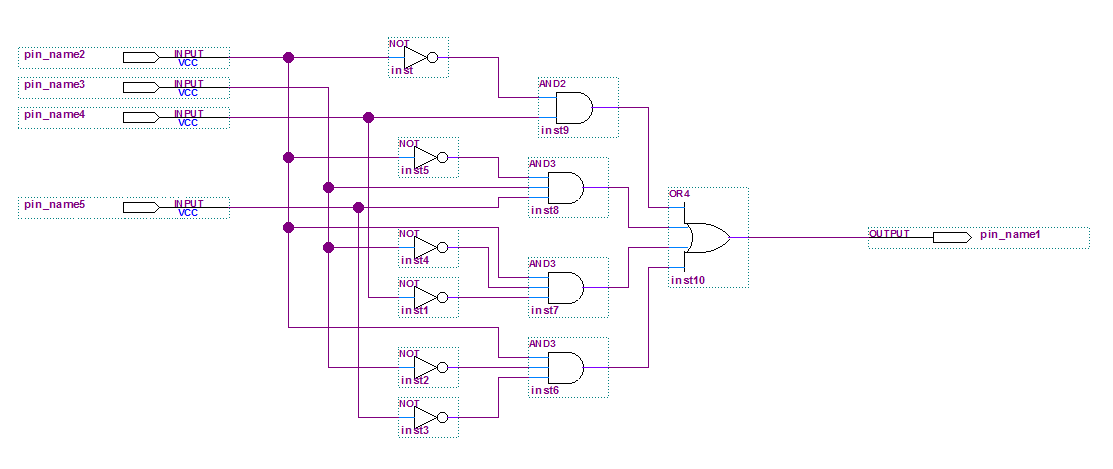 pin_name2 INPUT VCC
pin_name3 INPUT VCC
pin_name4 INPUT VCC
pin_name5 INPUT VCC
NOT
inst
AND2
inst9
NOT
inst5
AND3
inst8
NOT
inst4
NOT
inst1
AND3
inst7
NOT
inst2
NOT
inst3
AND3
inst6
OR4
inst10
OUTPUT pin_name1